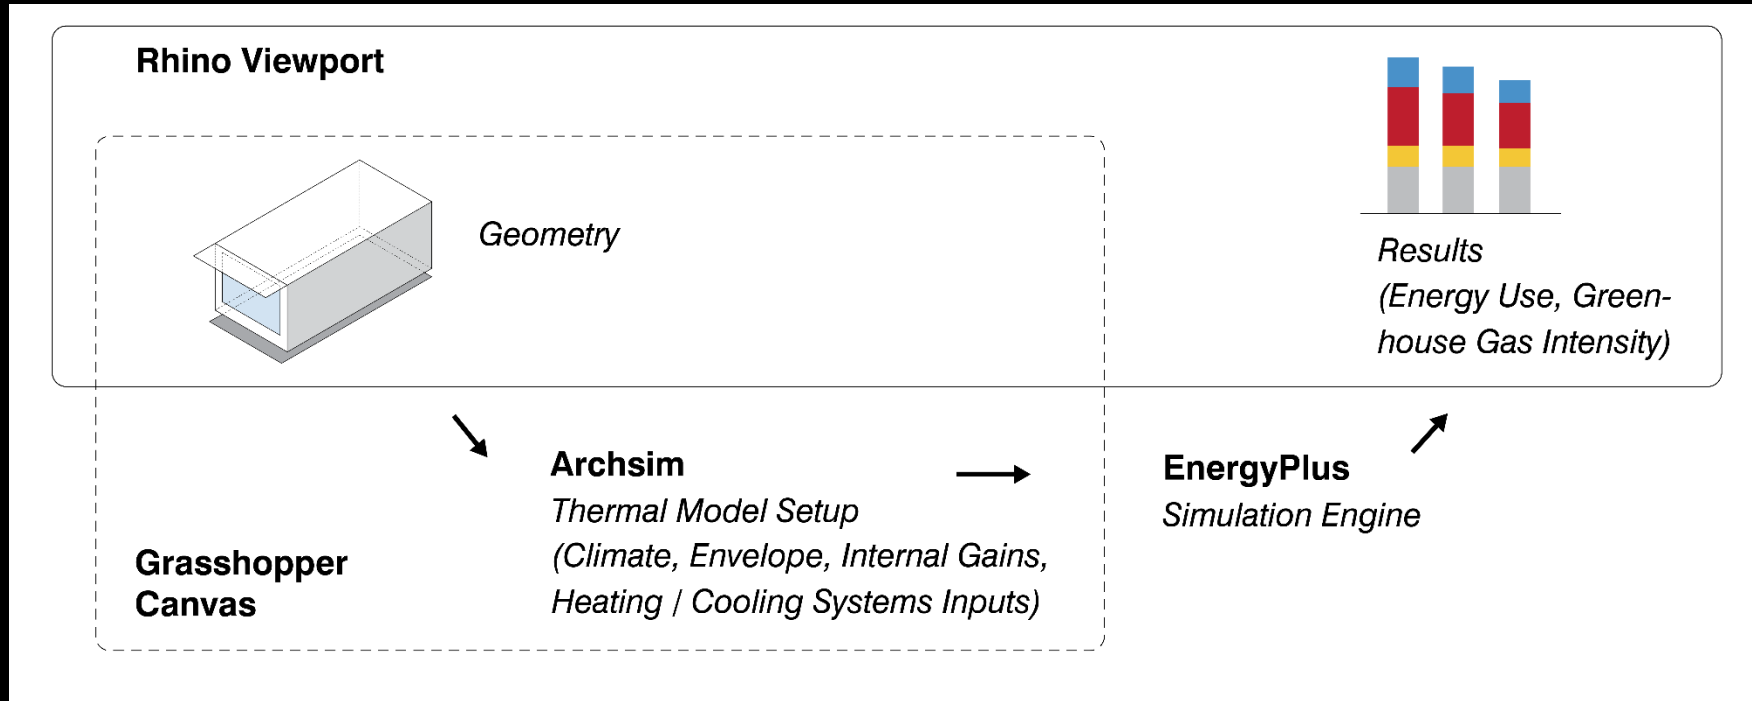 Rhino Viewport
Geometry
Results
(Energy Use, Green-
house Gas Intensity)
Archsim
Thermal Model Setup
(Climate, Envelope, Internal Gains,
Heating / Cooling Systems Inputs)
EnergyPlus
Simulation Engine
Grasshopper
Canvas